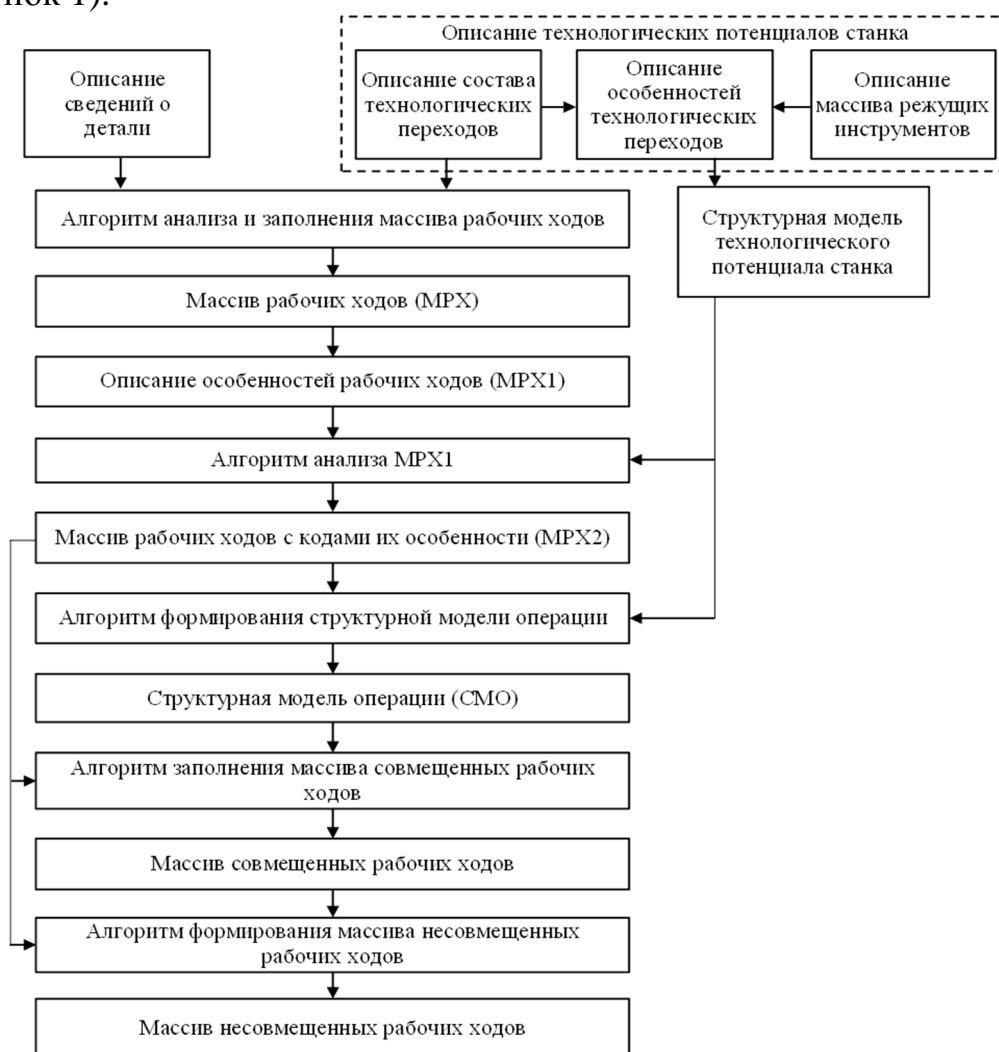 нок 1).
Описание технологических потенциалов станка
Описание
сведений о
детали
Описание состава
технологических
переходов
Описание
особенностей
технологических
переходов
Описание
массива режущих
инструментов
Алгоритм анализа и заполнения массива рабочих ходов
Структурная модель
технологического
потенциала станка
Массив рабочих ходов (МРХ)
Описание особенностей рабочих ходов (МРХ1)
Алгоритм анализа МРХ1
Массив рабочих ходов с кодами их особенности (МРХ2)
Алгоритм формирования структурной модели операции
Структурная модель операции (СМО)
Алгоритм заполнения массива совмещенных рабочих
ходов
Массив совмещенных рабочих ходов
Алгоритм формирования массива несовмещенных
рабочих ходов
Массив несовмещенных рабочих ходов